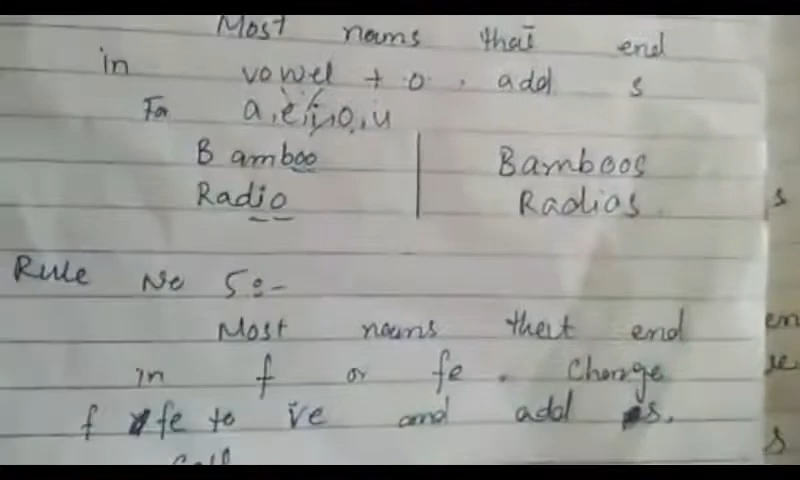 Most nouns that end
in vowel + o. add s
For a, e, i, o, u
Bamboo Bamboos
Radio Radios
Rule No 5:-
Most nouns that end
in f or fe. Change
f fe to ve and add s.